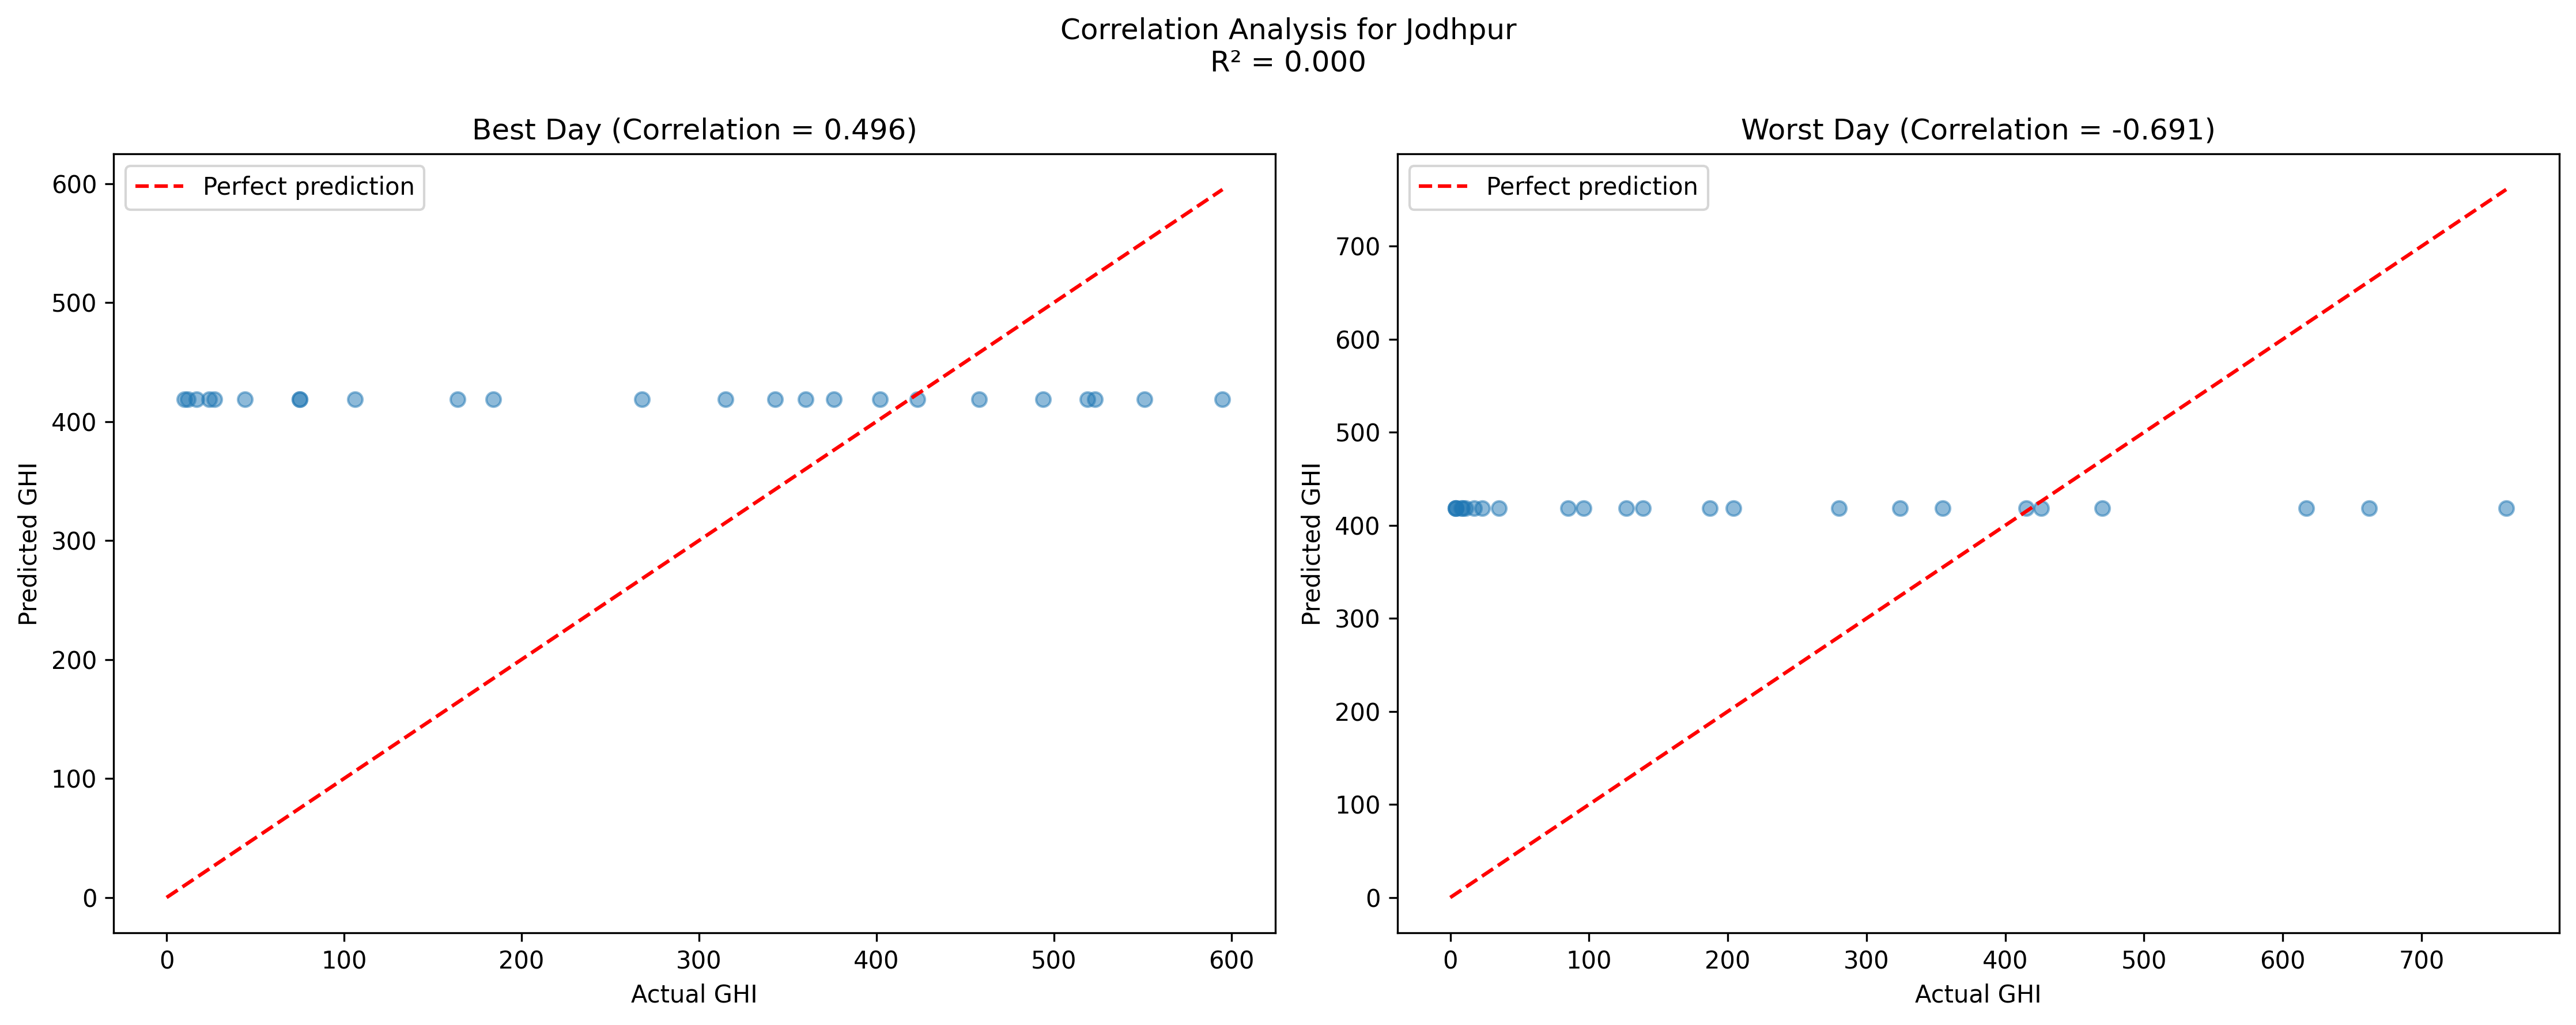 Correlation Analysis for Jodhpur
R² = 0.000
Best Day (Correlation = 0.496)
Perfect prediction
600
500
400
300
200
100
0
Predicted GHI
0 100 200 300 400 500 600
Actual GHI
Worst Day (Correlation = -0.691)
Perfect prediction
700
600
500
400
300
200
100
0
Predicted GHI
0 100 200 300 400 500 600 700
Actual GHI